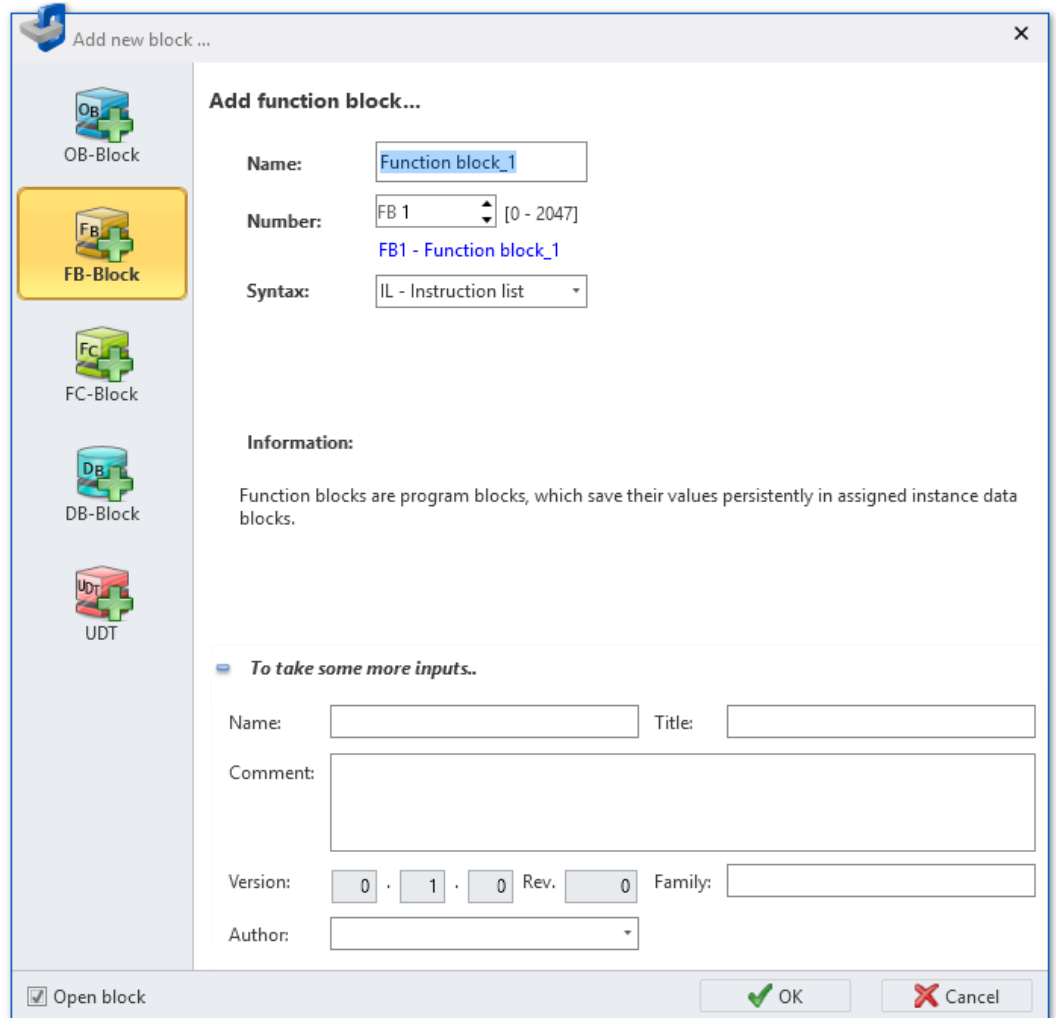 Add new block ...
OB
OB-Block
FB
FB-Block
FC
FC-Block
DB
DB-Block
UDT
UDT
Add function block...
Name: Function block_1
Number: FB 1 [0 - 2047]
FB1 - Function block_1
Syntax: IL - Instruction list
Information:
Function blocks are program blocks, which save their values persistently in assigned instance data
blocks.
To take some more inputs..
Name: Title:
Comment:
Version: 0 . 1 . 0 Rev. 0 Family:
Author:
Open block OK Cancel